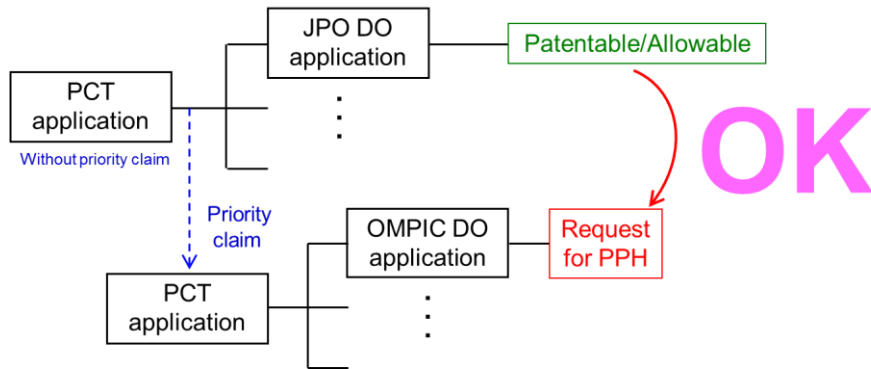 JPO DO
application
Patentable/Allowable
PCT
application
Without priority claim
OK
Priority
claim
OMPIC DO
application
Request
for PPH
PCT
application